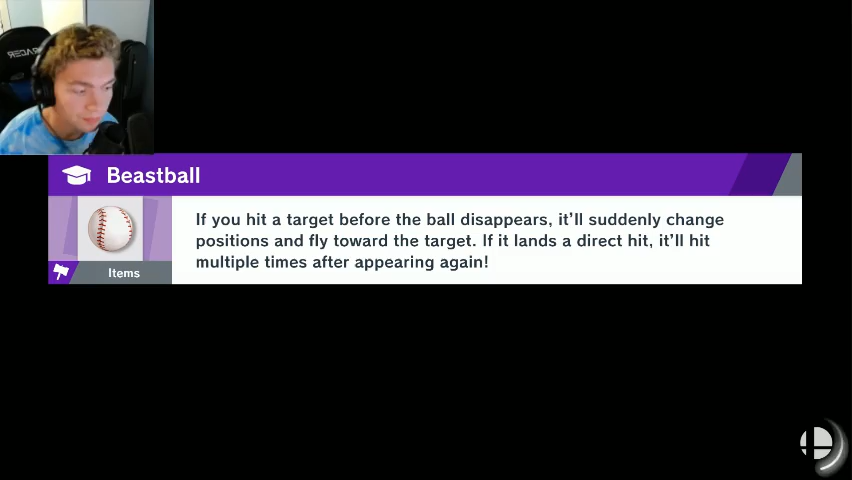 Beastball
If you hit a target before the ball disappears, it'll suddenly change
positions and fly toward the target. If it lands a direct hit, it'll hit
multiple times after appearing again!
Items